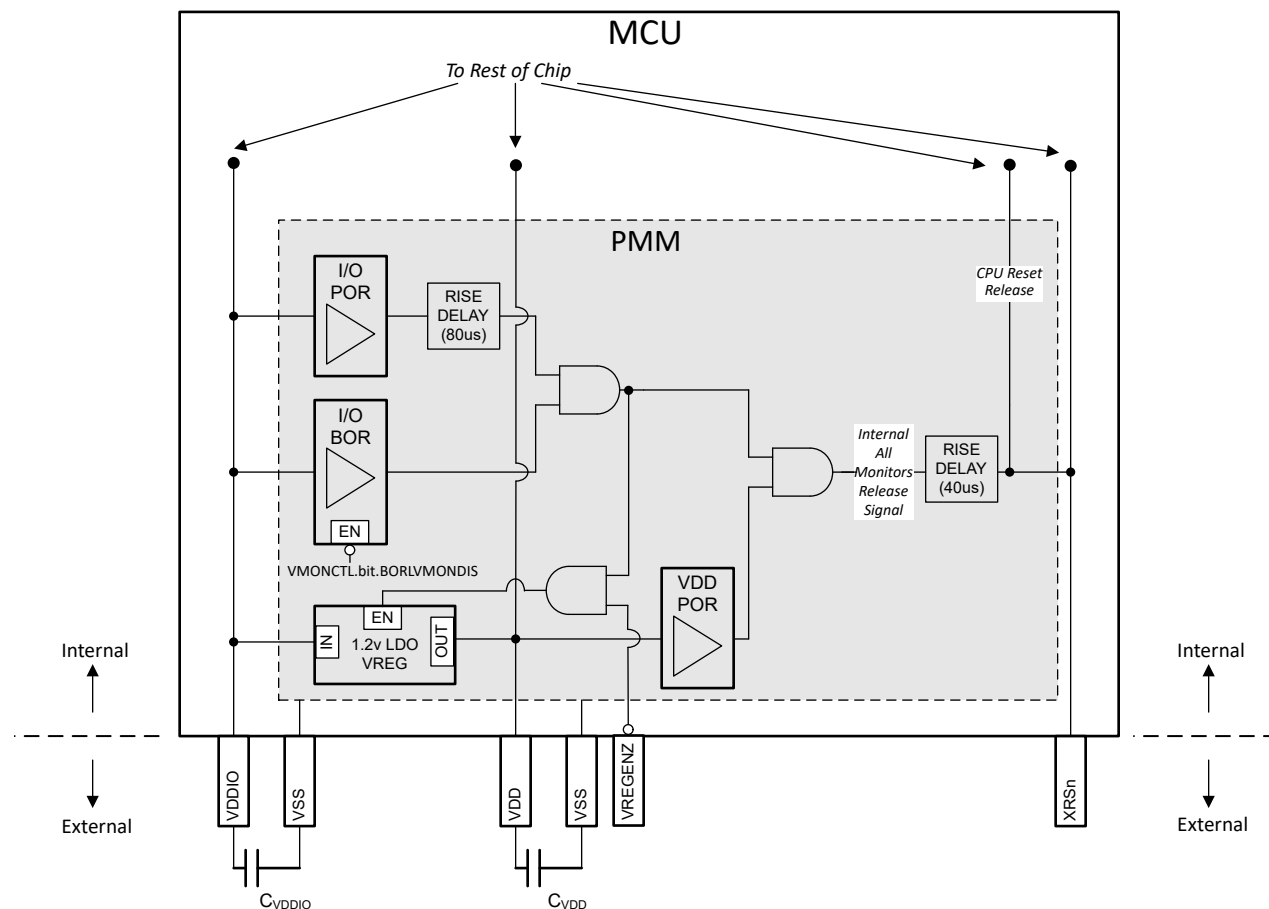 MCU
To Rest of Chip
PMM
I/O
POR
RISE
DELAY
(80us)
CPU Reset
Release
I/O
BOR
EN
VMONCTL.bit.BORLVMONDIS
Internal
All
Monitors
Release
Signal
RISE
DELAY
(40us)
EN
IN
1.2v LDO
VREG
OUT
VDD
POR
Internal
External
Internal
External
VDDIO
VSS
VDD
VSS
VREGENZ
XRSn
CVDDIO
CVDD